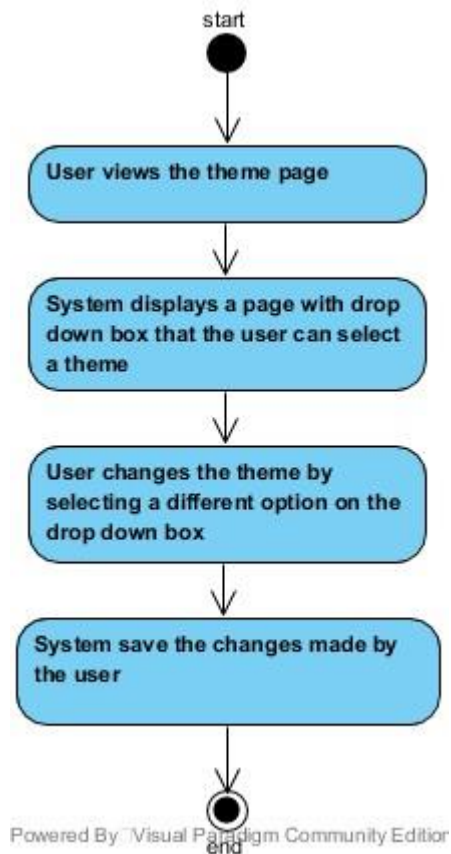 start
User views the theme page
System displays a page with drop
down box that the user can select
a theme
User changes the theme by
selecting a different option on the
drop down box
System save the changes made by
the user
Powered By Visual Paradigm Community Edition
end